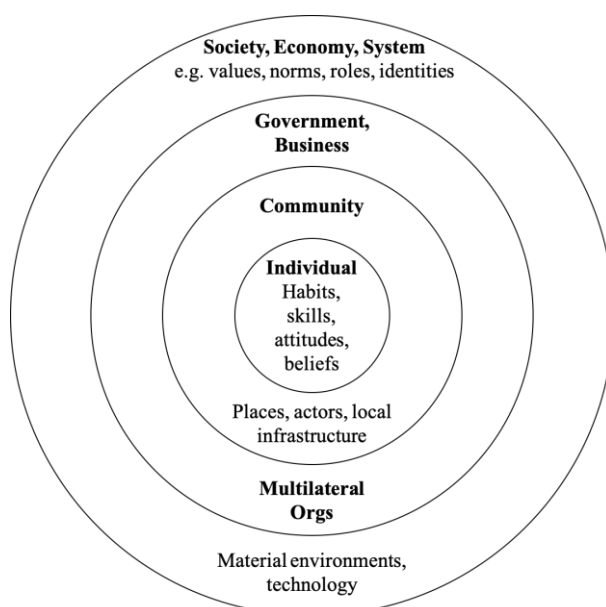 Society, Economy, System
e.g. values, norms, roles, identities
Government,
Business
Community
Individual
Habits,
skills,
attitudes,
beliefs
Places, actors, local
infrastructure
Multilateral
Orgs
Material environments,
technology